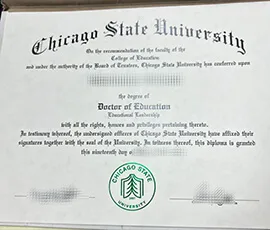 Chicago State University
On the recommendation of the faculty of the
College of Education
and under the authority of the Board of Trustees, Chicago State University has conferred upon
the degree of
Doctor of Education
Educational Leadership
with all the rights, honors and privileges pertaining thereto.
In testimony whereof, the undersigned officers of Chicago State University have affixed their
signatures together with the seal of the University. In witness thereof, this diploma is granted
this nineteenth day of
CHICAGO STATE
UNIVERSITY